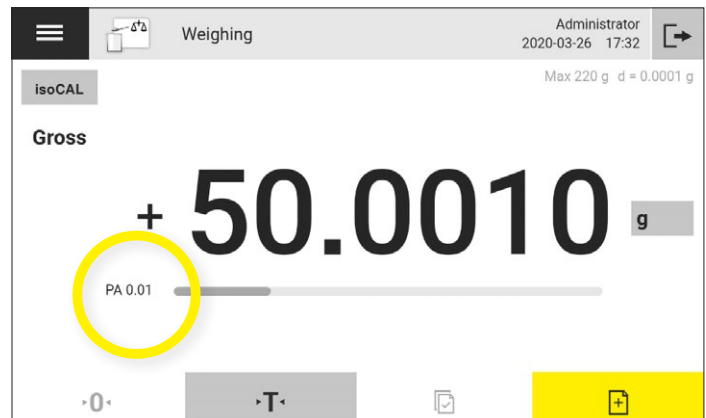 Weighing
Administrator
2020-03-26 17:32
isoCAL
Max 220 g d = 0.0001 g
Gross
+ 50.0010 g
PA 0.01
0
T